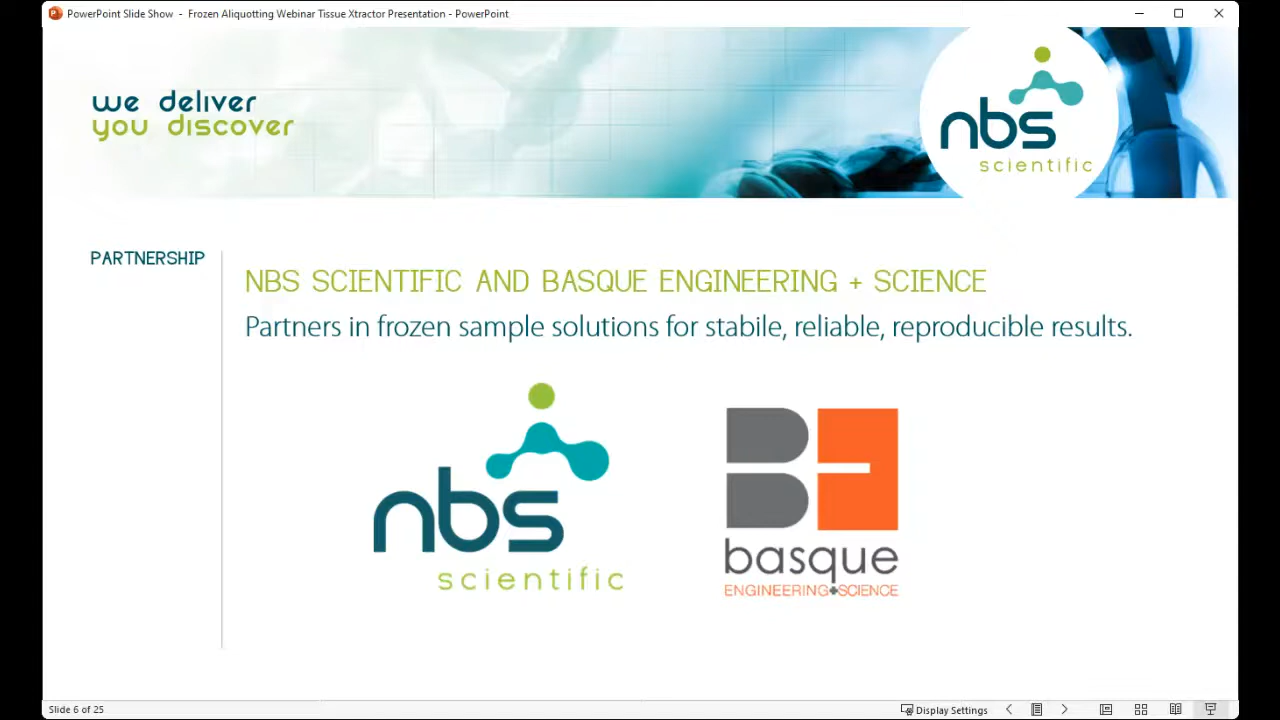 PowerPoint Slide Show - Frozen Aliquotting Webinar Tissue Xtractor Presentation - PowerPoint
we deliver
you discover
nbs
scientific
PARTNERSHIP
NBS SCIENTIFIC AND BASQUE ENGINEERING + SCIENCE
Partners in frozen sample solutions for stabile, reliable, reproducible results.
nbs
scientific
BE
basque
ENGINEERING+SCIENCE
Slide 6 of 25
Display Settings